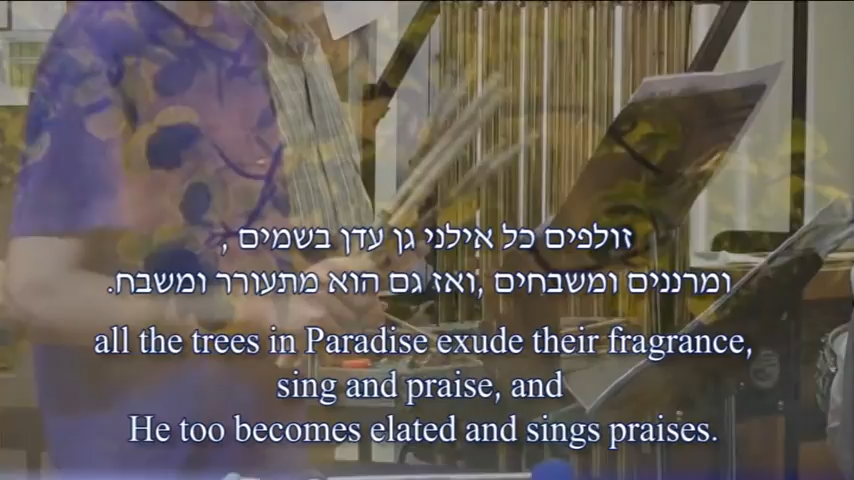 זולפים כל אילני גן עדן בשמים ,
ומרננים ומשבחים ,ואז גם הוא מתעורר ומשבח.
all the trees in Paradise exude their fragrance,
sing and praise, and
He too becomes elated and sings praises.